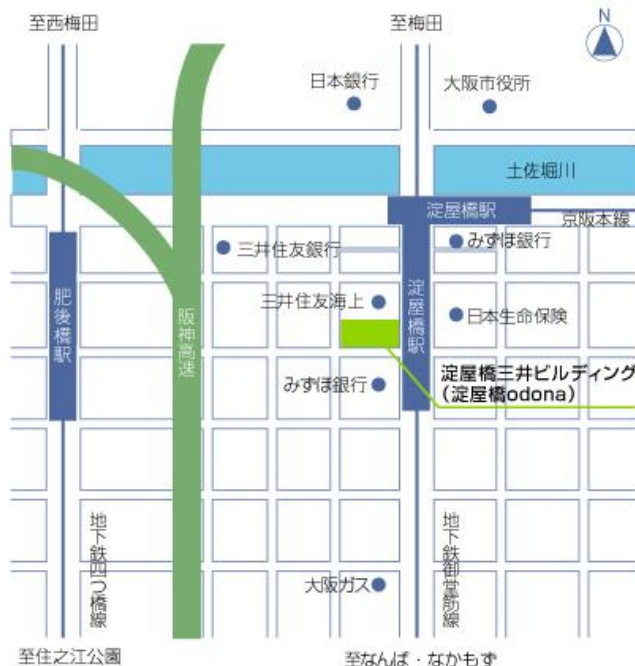 至西梅田
至梅田
N
日本銀行
大阪市役所
土佐堀川
淀屋橋駅
京阪本線
三井住友銀行
みずほ銀行
肥後橋駅
阪神高速
三井住友海上
淀屋橋駅
日本生命保険
淀屋橋三井ビルディング
(淀屋橋odona)
みずほ銀行
地下鉄四つ橋線
地下鉄御堂筋線
大阪ガス
至住之江公園
至なんば・なかもず